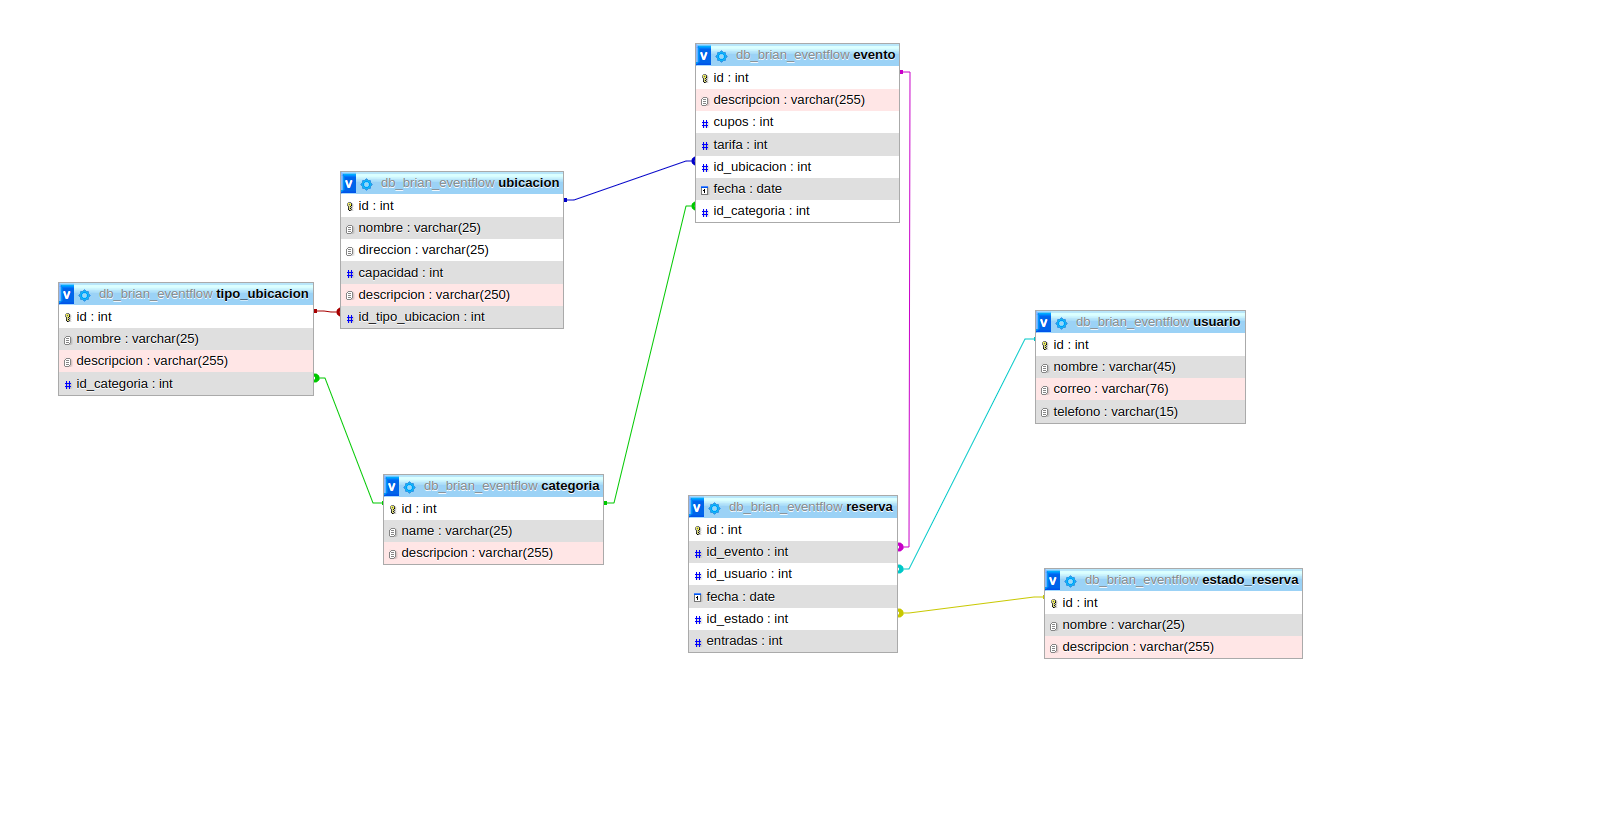 v db_brian_eventflow evento
id : int
descripcion : varchar(255)
cupos : int
tarifa : int
id_ubicacion : int
fecha : date
id_categoria : int
v db_brian_eventflow ubicacion
id : int
nombre : varchar(25)
direccion : varchar(25)
capacidad : int
descripcion : varchar(250)
id_tipo_ubicacion : int
v db_brian_eventflow tipo_ubicacion
id : int
nombre : varchar(25)
descripcion : varchar(255)
id_categoria : int
v db_brian_eventflow usuario
id : int
nombre : varchar(45)
correo : varchar(76)
telefono : varchar(15)
v db_brian_eventflow categoria
id : int
name : varchar(25)
descripcion : varchar(255)
v db_brian_eventflow reserva
id : int
id_evento : int
id_usuario : int
fecha : date
id_estado : int
entradas : int
v db_brian_eventflow estado_reserva
id : int
nombre : varchar(25)
descripcion : varchar(255)